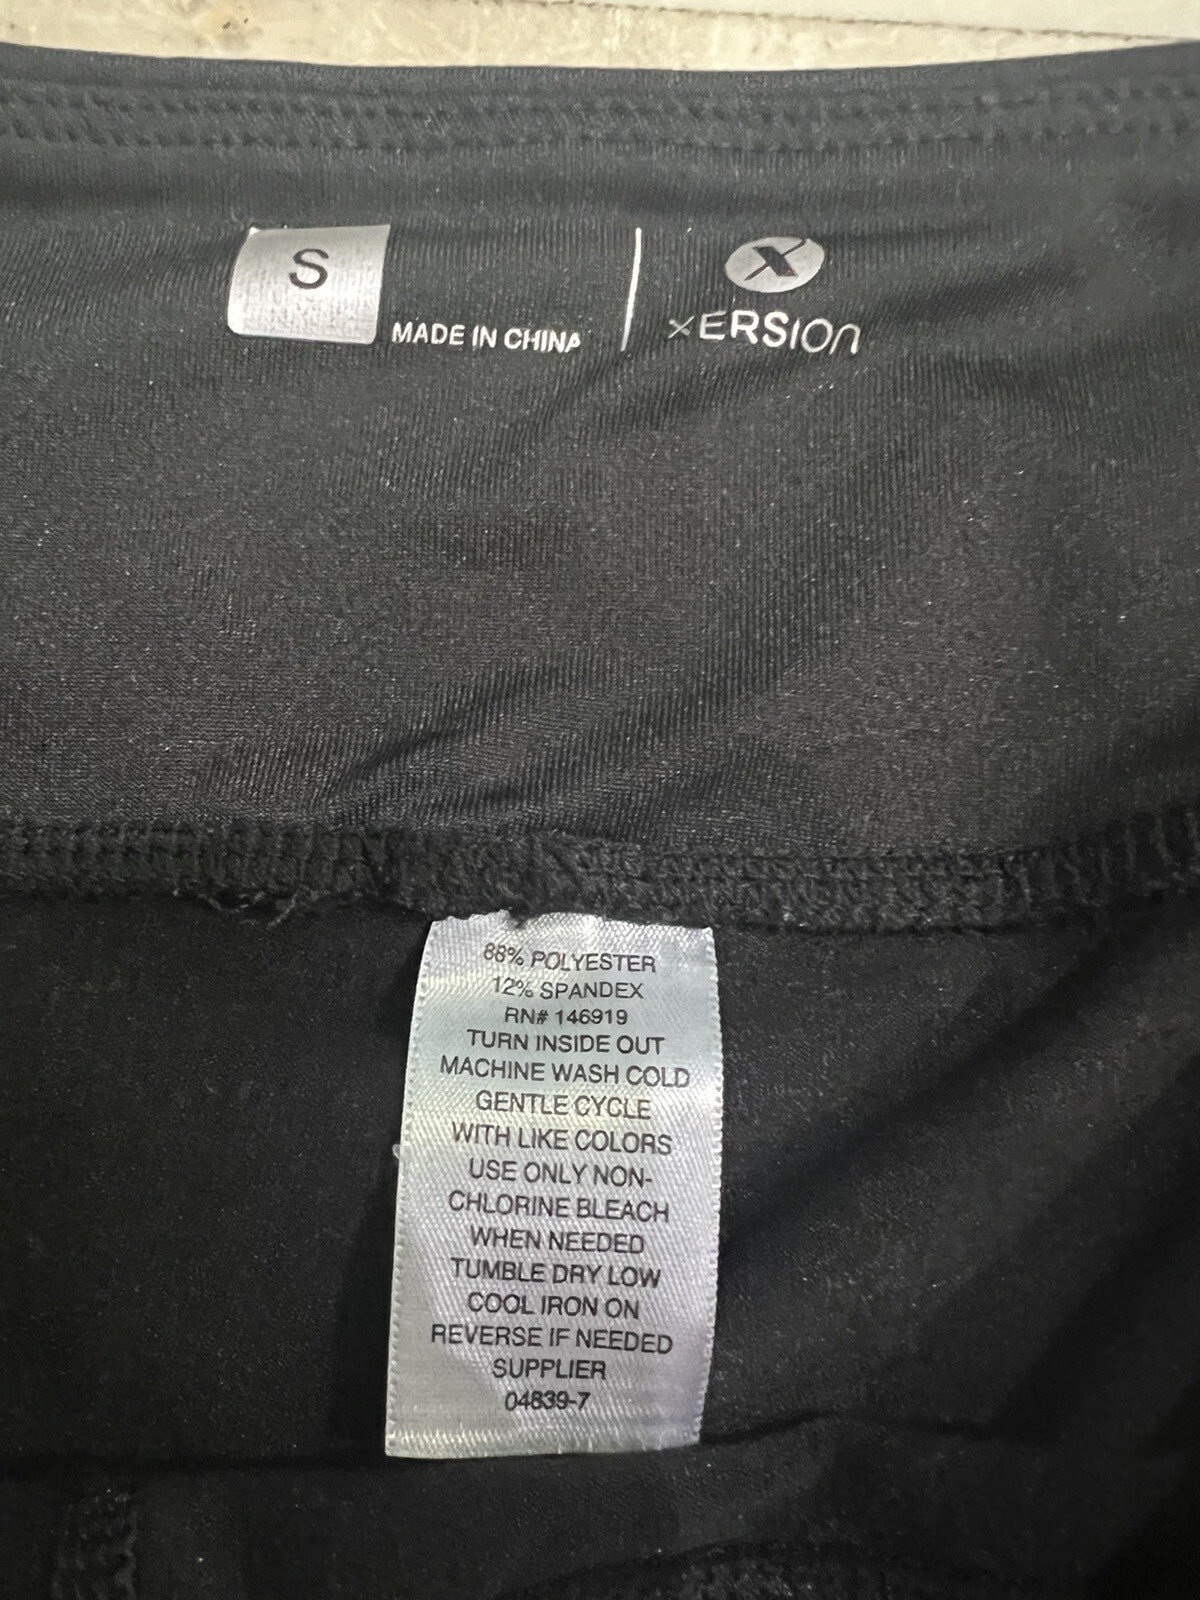 S
MADE IN CHINA
X
xERSIOn
88% POLYESTER
12% SPANDEX
RN# 146919
TURN INSIDE OUT
MACHINE WASH COLD
GENTLE CYCLE
WITH LIKE COLORS
USE ONLY NON-
CHLORINE BLEACH
WHEN NEEDED
TUMBLE DRY LOW
COOL IRON ON
REVERSE IF NEEDED
SUPPLIER
04839-7